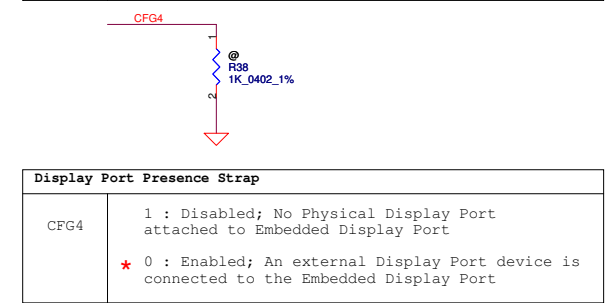 CFG4
1
@
R38
1K_0402_1%
2
Display Port Presence Strap
CFG4
1 : Disabled; No Physical Display Port
attached to Embedded Display Port
* 0 : Enabled; An external Display Port device is
connected to the Embedded Display Port